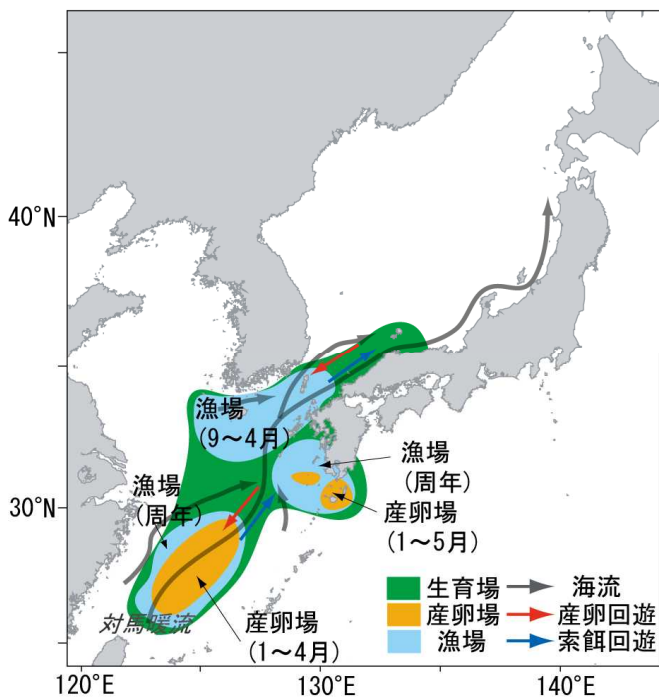 40°N
漁場
(9～4月)
漁場
(周年)
漁場
(周年)
30°N
産卵場
(1～5月)
対馬暖流
産卵場
(1～4月)
生育場 海流
産卵場 産卵回遊
漁場 索餌回遊
120°E 130°E 140°E